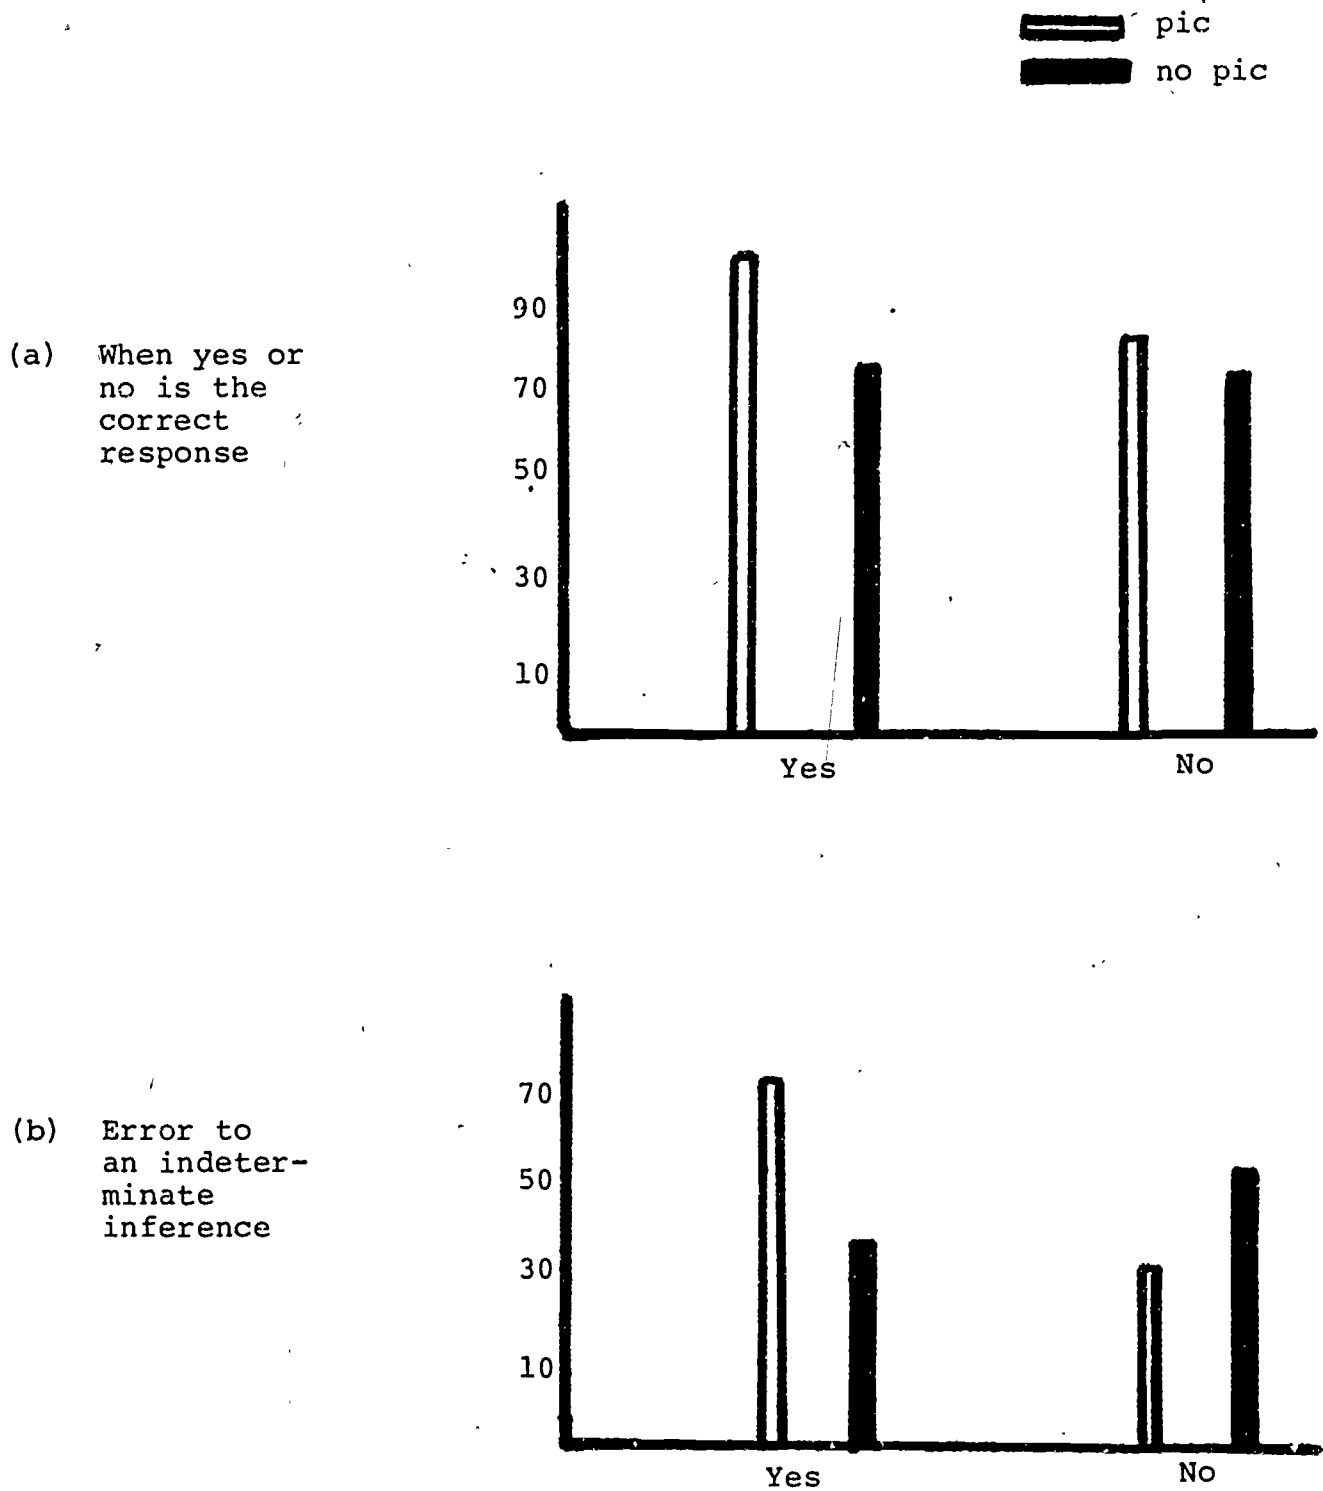 pic
no pic
(a) When yes or
no is the
correct
response
90
70
50
30
10
Yes No
(b) Error to
an indeter-
minate
inference
70
50
30
10
Yes No